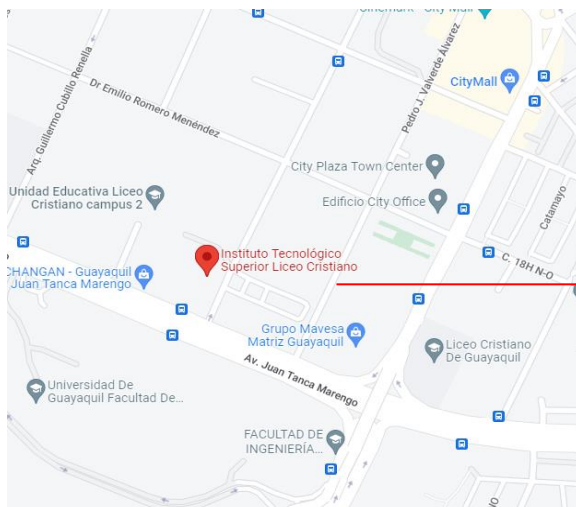 Cinemark - City Mall
CityMall
Pedro J. Valverde Álvarez
Arq. Guillermo Cubillo Renella
Dr Emilio Romero Menéndez
City Plaza Town Center
Unidad Educativa Liceo
Cristiano campus 2
Edificio City Office
Catamayo
Instituto Tecnológico
Superior Liceo Cristiano
C. 18H N-O
CHANGAN - Guayaquil
Juan Tanca Marengo
Grupo Mavesa
Matriz Guayaquil
Liceo Cristiano
De Guayaquil
Av. Juan Tanca Marengo
Universidad De
Guayaquil Facultad De...
FACULTAD DE
INGENIERÍA...
NO